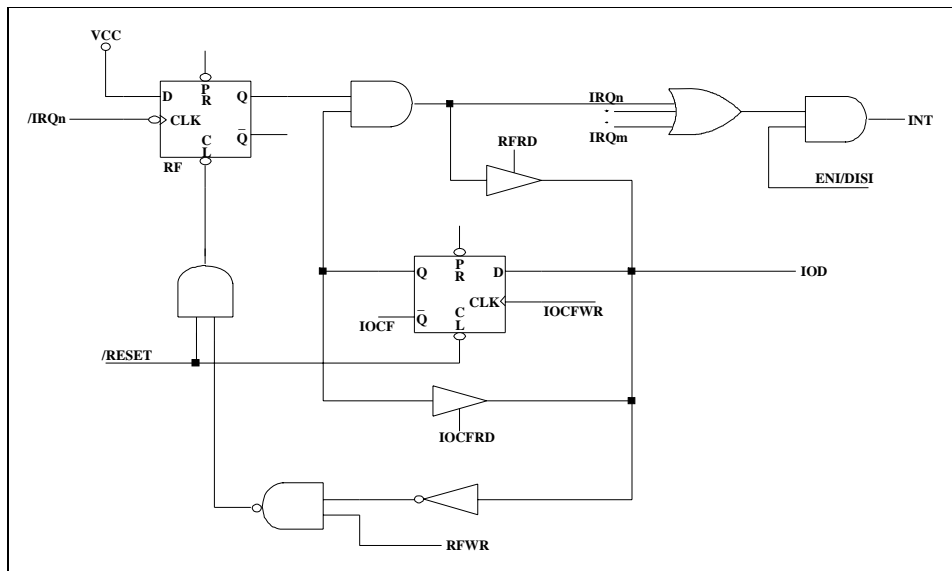 VCC
P
R
D
Q
/IRQn
CLK
C
L
Q
RF
IRQn
IRQm
INT
RFRD
ENI/DISI
P
R
Q
D
IOD
CLK
C
L
IOCFWR
IOCF
Q
/RESET
IOCFRD
RFWR